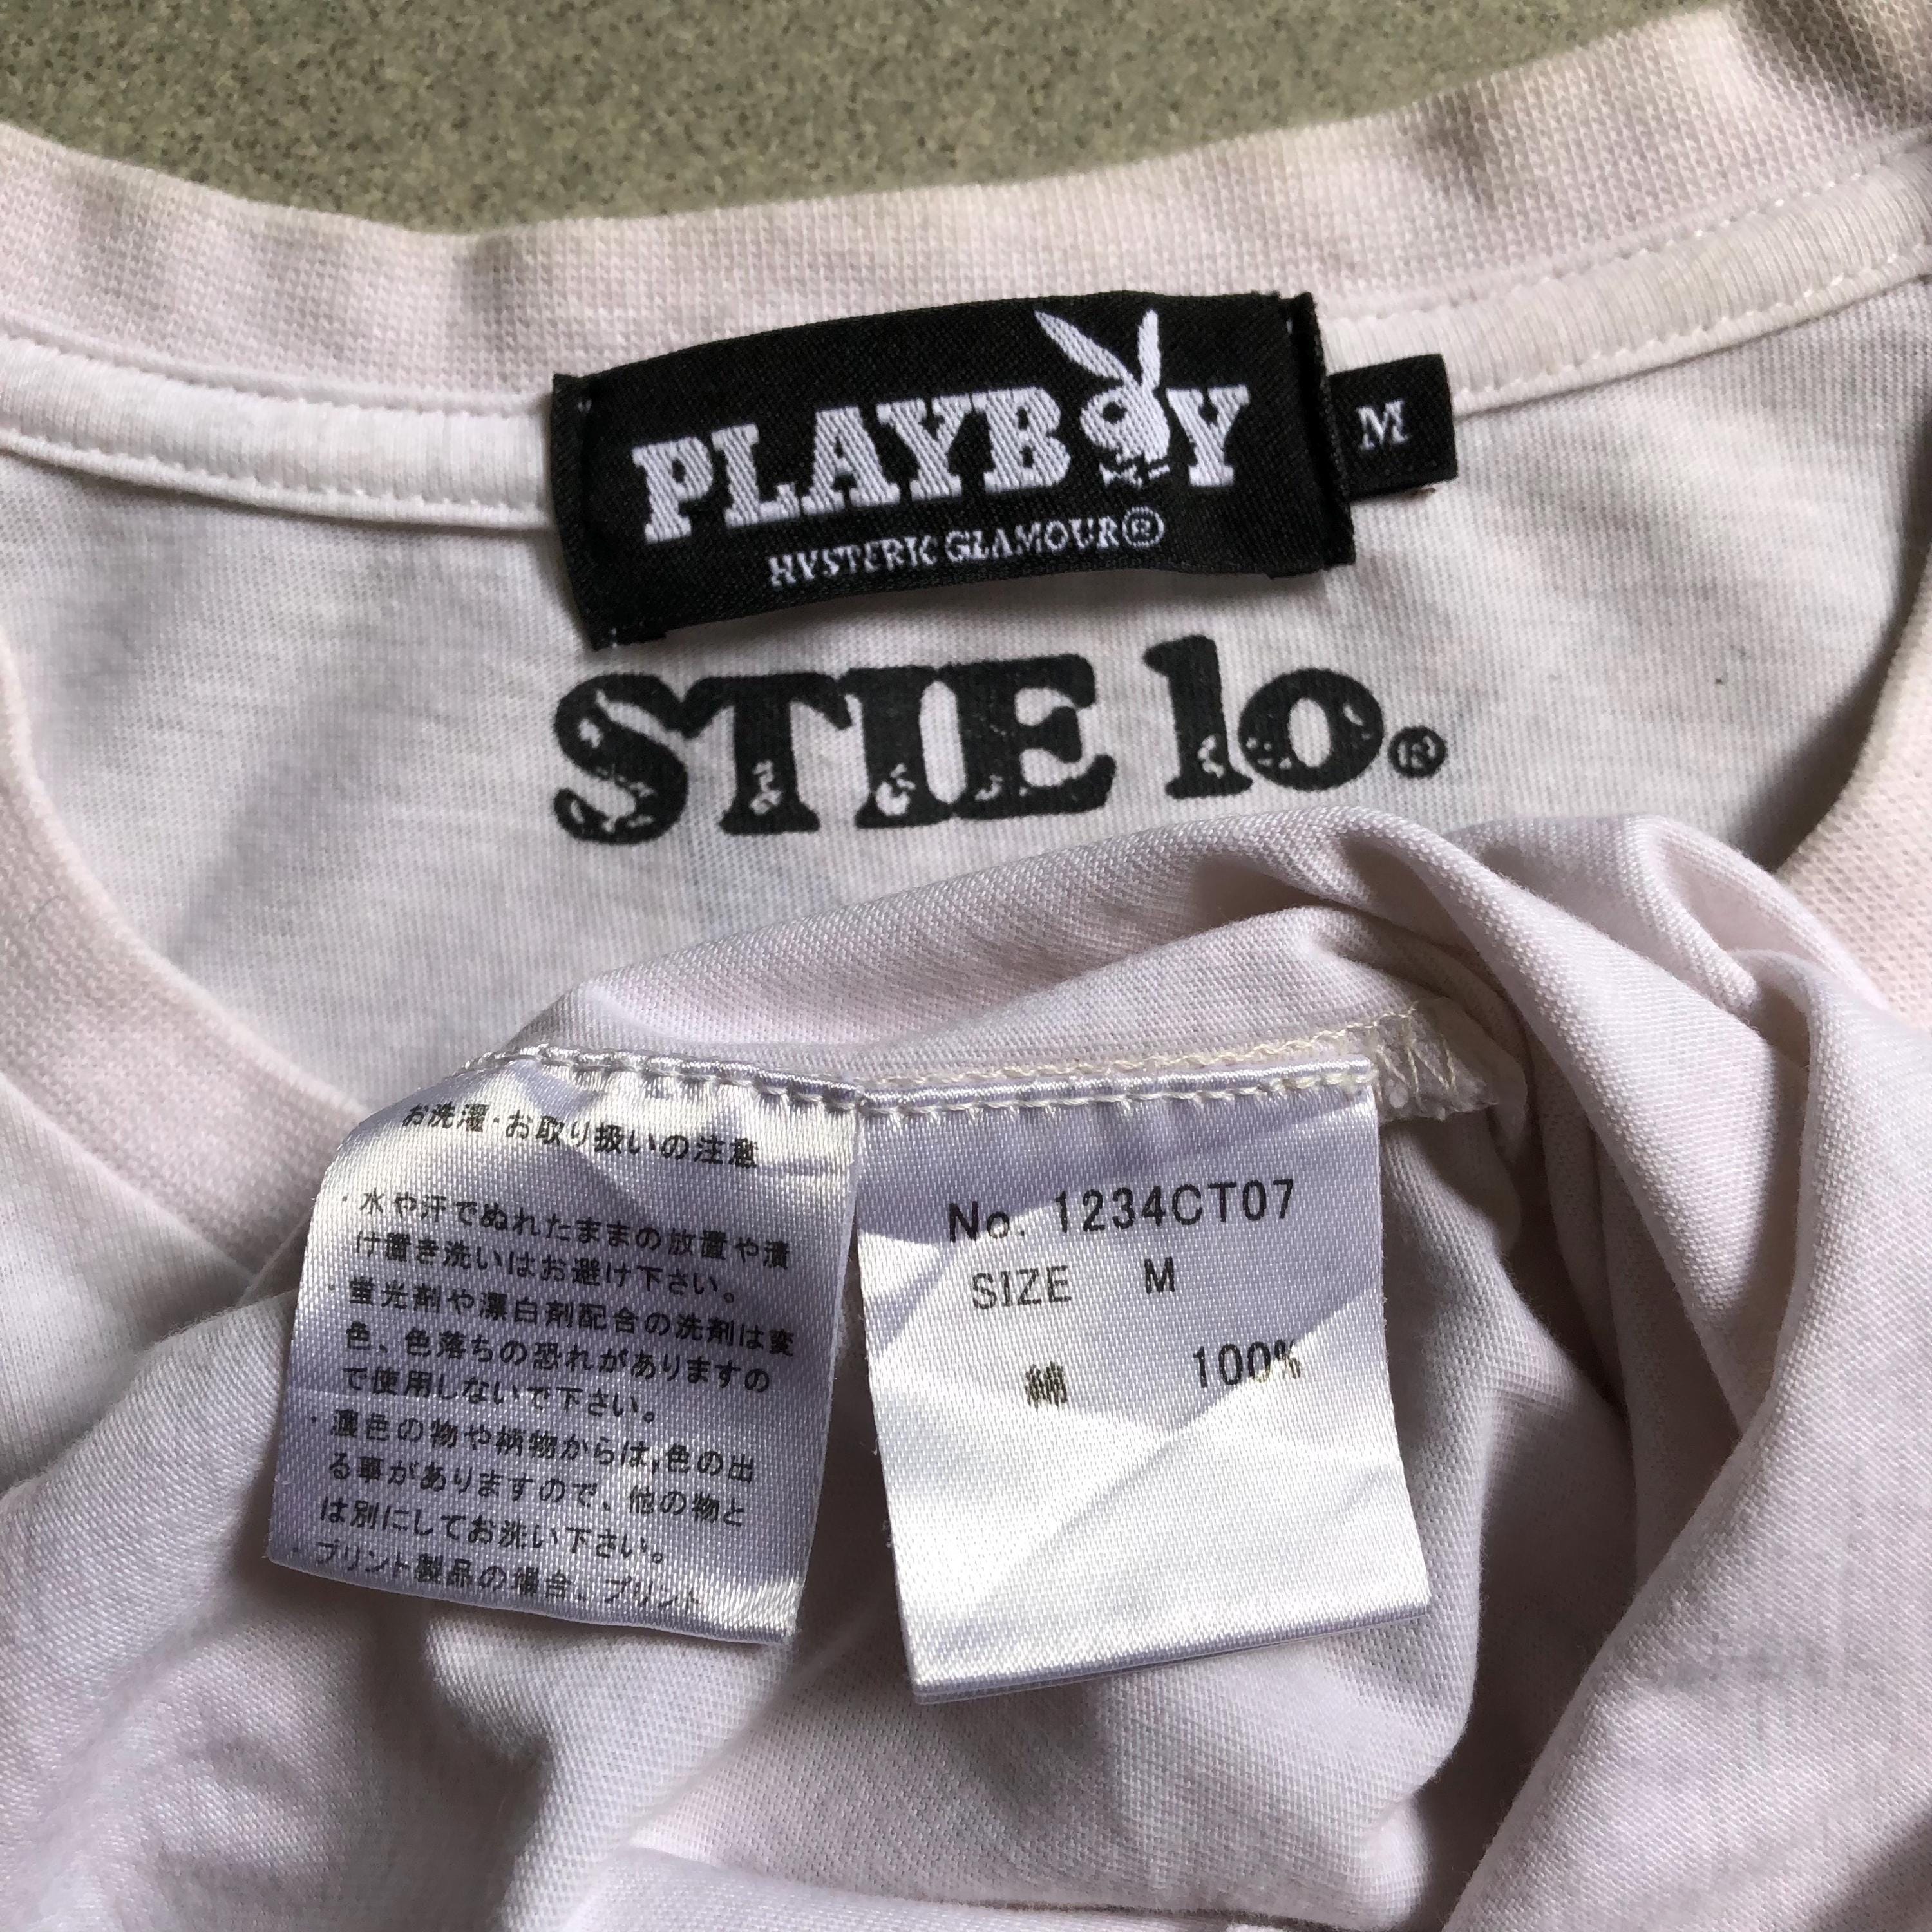 PLAYBOY
HYSTERIC GLAMOUR®
M
STIE lo.®
お洗濯・お取り扱いの注意
・水や汗でぬれたままの放置や漬
け置き洗いはお避け下さい。
・蛍光剤や漂白剤配合の洗剤は変
色、色落ちの恐れがありますの
で使用しないで下さい。
・濃色の物や柄物からは,色の出
る事がありますので、他の物と
は別にしてお洗い下さい。
・プリント製品の場合、プリント
No. 1234CT07
SIZE M
綿 100%